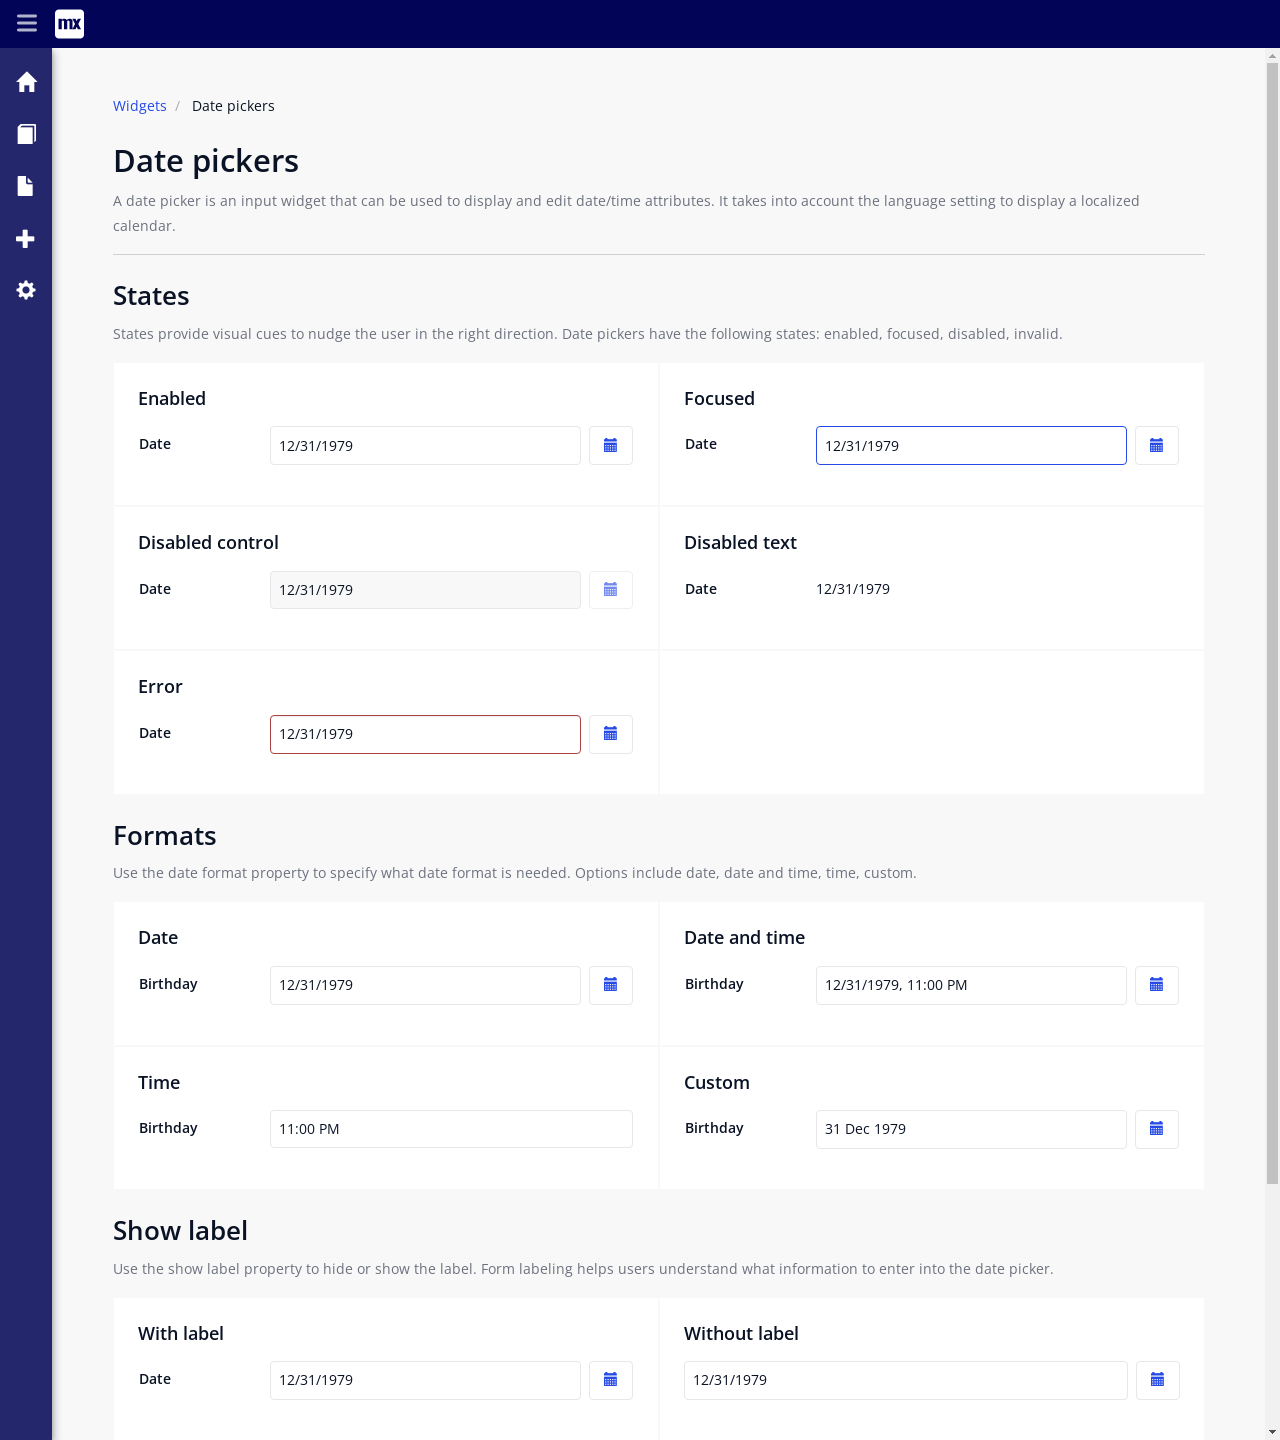 mx
Widgets / Date pickers
Date pickers
A date picker is an input widget that can be used to display and edit date/time attributes. It takes into account the language setting to display a localized
calendar.
States
States provide visual cues to nudge the user in the right direction. Date pickers have the following states: enabled, focused, disabled, invalid.
Enabled
Date 12/31/1979
Focused
Date 12/31/1979
Disabled control
Date 12/31/1979
Disabled text
Date 12/31/1979
Error
Date 12/31/1979
Formats
Use the date format property to specify what date format is needed. Options include date, date and time, time, custom.
Date
Birthday 12/31/1979
Date and time
Birthday 12/31/1979, 11:00 PM
Time
Birthday 11:00 PM
Custom
Birthday 31 Dec 1979
Show label
Use the show label property to hide or show the label. Form labeling helps users understand what information to enter into the date picker.
With label
Date 12/31/1979
Without label
12/31/1979